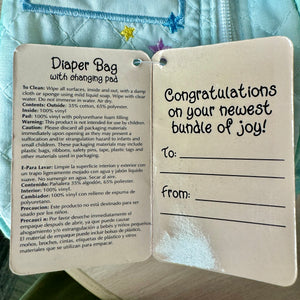 Diaper Bag
with changing pad
To Clean: Wipe all surfaces, inside and out, with a damp
cloth or sponge using mild liquid soap. Wipe with clear
water. Do not immerse in water. Air dry.
Contents: Outside: 35% cotton, 65% polyester.
Inside: 100% vinyl
Pad: 100% vinyl with polyurethane foam filling
Warning: This product is not intended for use by children.
Caution: Please discard all packaging materials
immediately upon opening as they may present a
suffocation and/or strangulation hazard to infants and
small children. These packaging materials may include
plastic bags, ribbons, safety pins, tape, plastic tags and
other materials used in packaging.
E-Para Lavar: Limpie la superficie interior y exterior con
un trapo ligeramente humedo o esponja con jabón liquido
suave. No sumergir en agua. Secar al aire.
Contenido: Pañalera y jabón 35% algodón, 65% polyester.
Interior: 100% vinyl.
Cambiador: 100% vinyl con relleno de espuma de
polyuretano.
Precaucion: Este producto no está destinado para ser
usado por los niños.
Precaución: Por favor deseche inmediatamente el
empaque después de abrir, ya que puede causar
ahogamiento y/o estrangulación a bebés y niños pequeños.
El material de empaque puede incluir bolsas de plástico,
moños, broches, cintas, etiquetas de plástico y otros
materiales que se utilizan para empacar.
Congratulations
on your newest
bundle of joy!
To:
From: